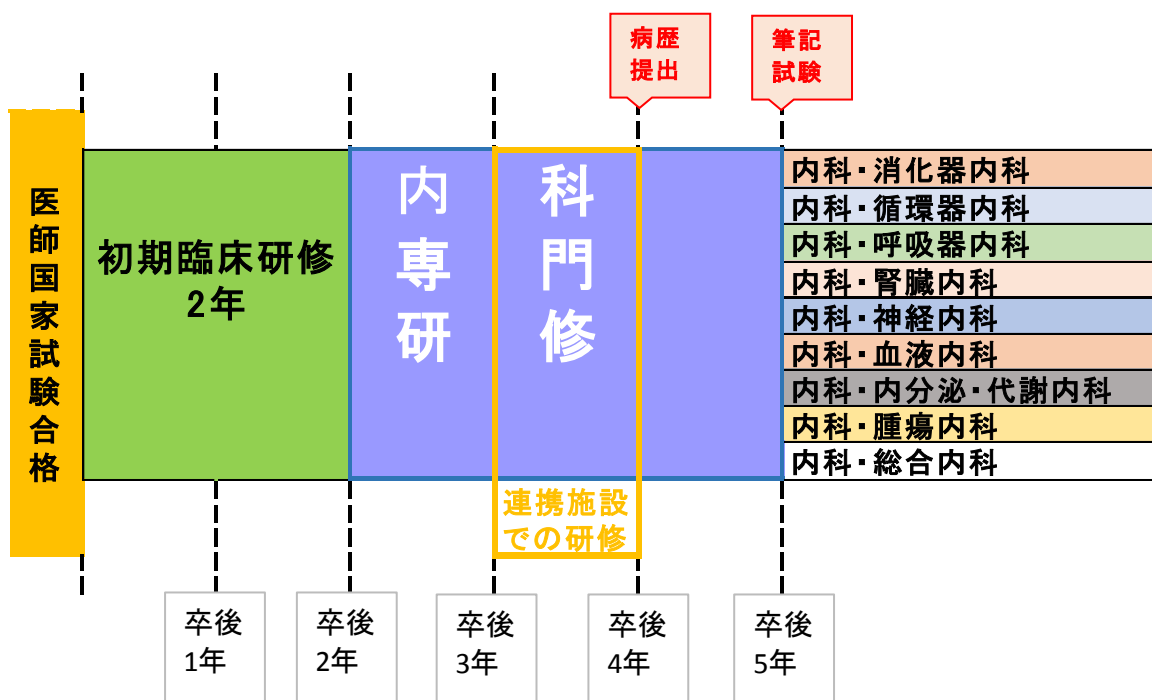 病歴
提出
筆記
試験
医師国家試験合格
初期臨床研修
2年
内科
専門
研修
連携施設
での研修
内科・消化器内科
内科・循環器内科
内科・呼吸器内科
内科・腎臓内科
内科・神経内科
内科・血液内科
内科・内分泌・代謝内科
内科・腫瘍内科
内科・総合内科
卒後
1年
卒後
2年
卒後
3年
卒後
4年
卒後
5年